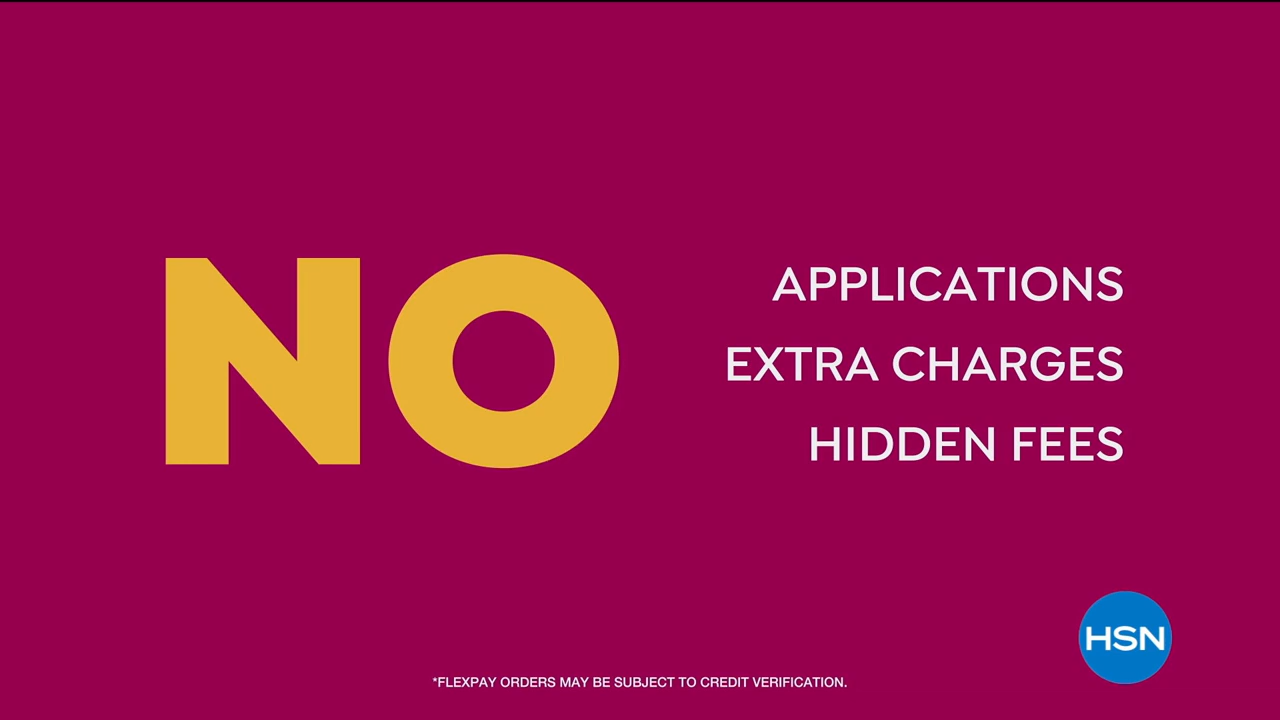 NO
APPLICATIONS
EXTRA CHARGES
HIDDEN FEES
HSN
*FLEXPAY ORDERS MAY BE SUBJECT TO CREDIT VERIFICATION.